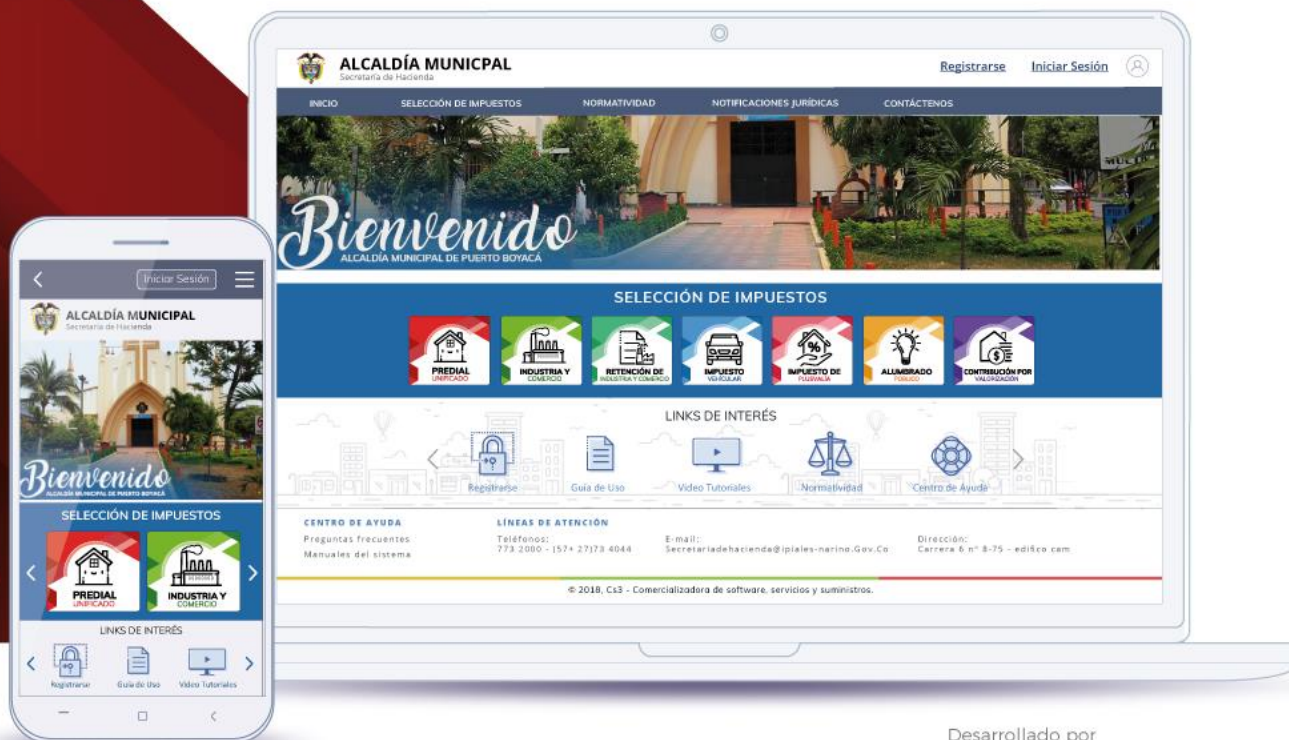 ALCALDÍA MUNICPAL
Secretaría de Hacienda
Registrarse Iniciar Sesión
INICIO SELECCIÓN DE IMPUESTOS NORMATIVIDAD NOTIFICACIONES JURÍDICAS CONTÁCTENOS
Bienvenido
ALCALDÍA MUNICIPAL DE PUERTO BOYACÁ
SELECCIÓN DE IMPUESTOS
PREDIAL
UNIFICADO
INDUSTRIA Y
COMERCIO
RETENCIÓN DE
INDUSTRIA Y COMERCIO
IMPUESTO
VEHÍCULAR
IMPUESTO DE
PLUSVALÍA
ALUMBRADO
PÚBLICO
CONTRIBUCIÓN POR
VALORIZACIÓN
LINKS DE INTERÉS
Registrarse
Guía de Uso
Video Tutoriales
Normatividad
Centro de Ayuda
CENTRO DE AYUDA
Preguntas frecuentes
Manuales del sistema
LÍNEAS DE ATENCIÓN
Teléfonos:
773 2000 - (57+ 27)73 4044
E-mail:
Secretariadehacienda@ipiales-narino.Gov.Co
Dirección:
Carrera 6 n° 8-75 - edifico cam
© 2018, Cs3 - Comercializadora de software, servicios y suministros.
Iniciar Sesión
ALCALDÍA MUNICIPAL
Secretaría de Hacienda
Bienvenido
ALCALDÍA MUNICIPAL DE PUERTO BOYACÁ
SELECCIÓN DE IMPUESTOS
PREDIAL
UNIFICADO
INDUSTRIA Y
COMERCIO
LINKS DE INTERÉS
Registrarse
Guía de Uso
Video Tutoriales
Desarrollado por